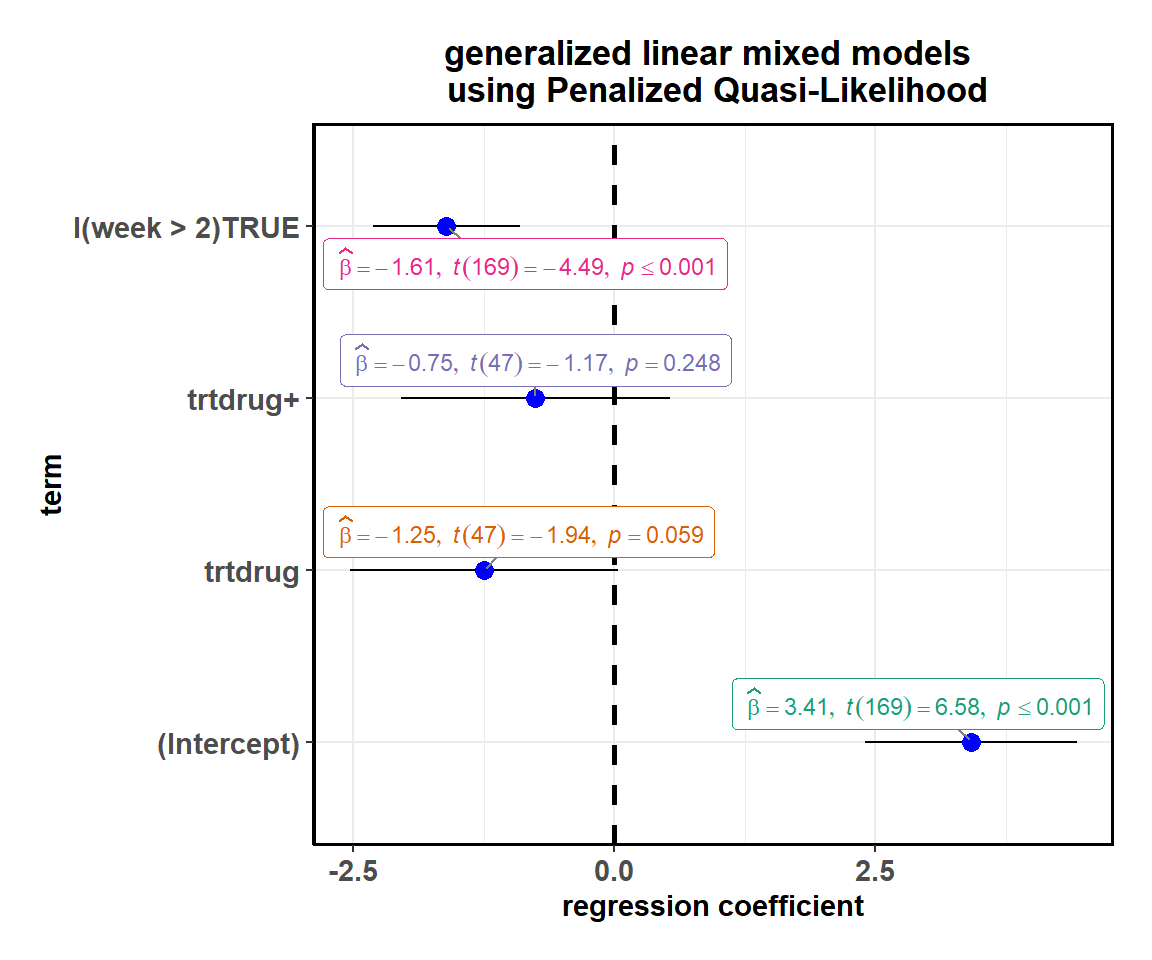 generalized linear mixed models
using Penalized Quasi-Likelihood
I(week > 2)TRUE
β̂ = −1.61, t(169) = −4.49, p ≤ 0.001
β̂ = −0.75, t(47) = −1.17, p = 0.248
trtdrug+
term
β̂ = −1.25, t(47) = −1.94, p = 0.059
trtdrug
β̂ = 3.41, t(169) = 6.58, p ≤ 0.001
(Intercept)
-2.5 0.0 2.5
regression coefficient